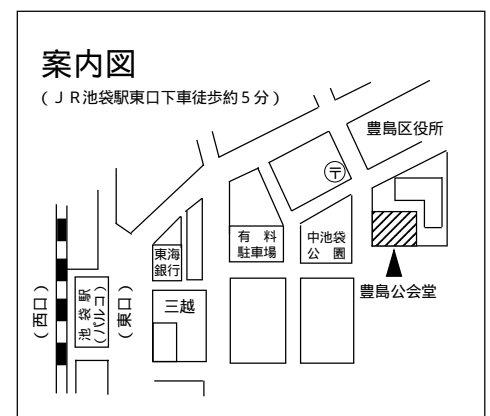 案内図
(JR池袋駅東口下車徒歩約5分)
豊島区役所
〒
有料
駐車場
中池袋
公園
東海
銀行
豊島公会堂
三越
(西口)
池袋駅
(パルコ)
(東口)